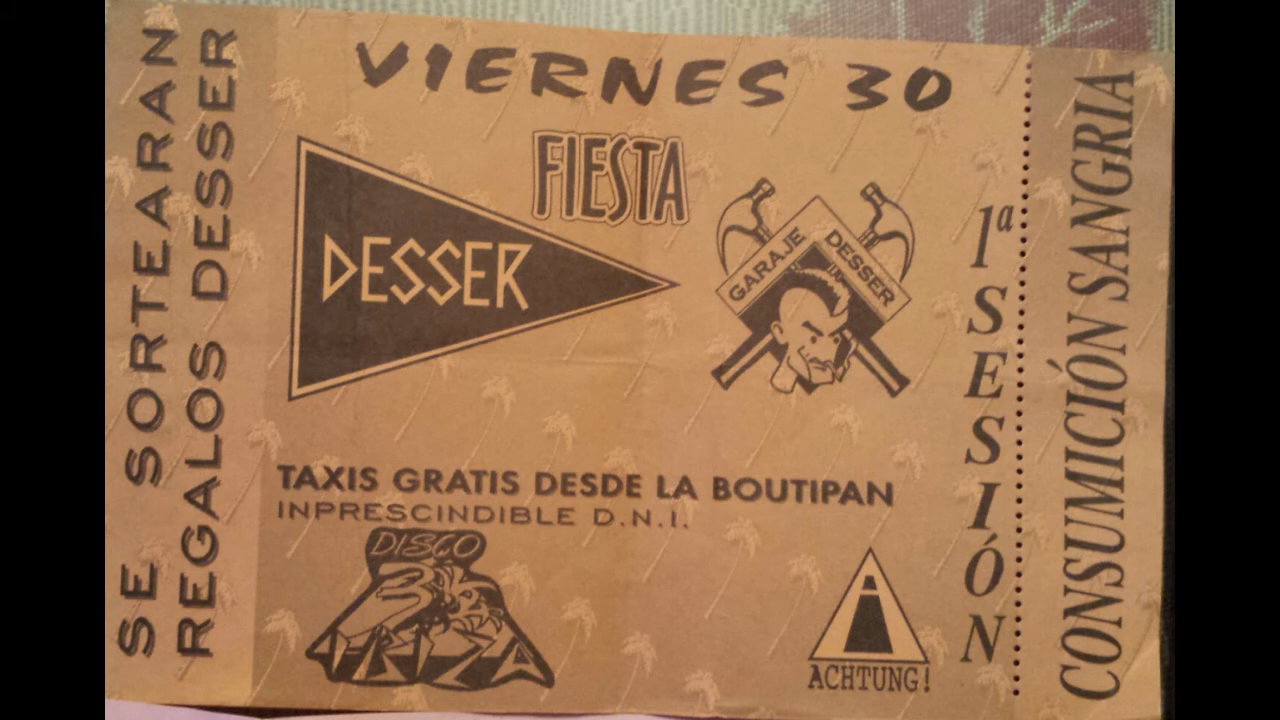 SE SORTEARAN
REGALOS DESSER
VIERNES 30
FIESTA
DESSER
GARAJE DESSER
TAXIS GRATIS DESDE LA BOUTIPAN
INPRESCINDIBLE D.N.I.
DISCO
ACHTUNG!
1ª SESIÓN
CONSUMICIÓN SANGRIA